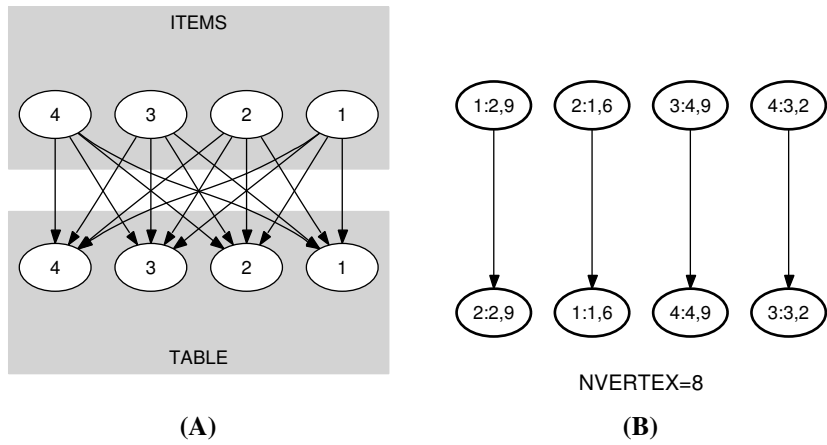 ITEMS
4 3 2 1
4 3 2 1
TABLE
(A)
1:2,9 2:1,6 3:4,9 4:3,2
2:2,9 1:1,6 4:4,9 3:3,2
NVERTEX=8
(B)